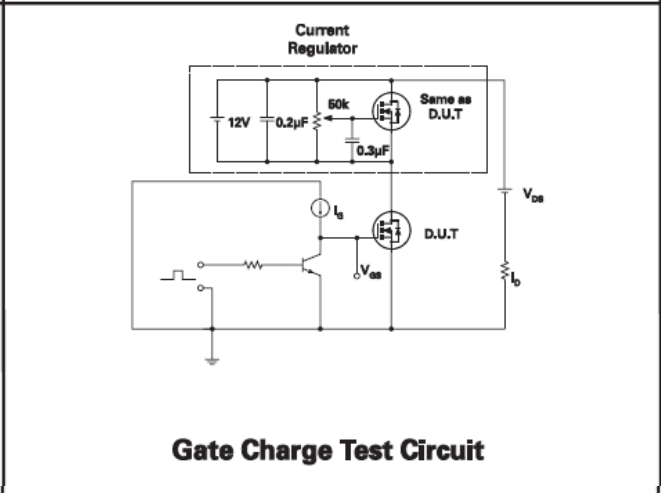 Current
Regulator
12V
0.2µF
50k
Same as
D.U.T
0.3µF
V_DS
I_G
D.U.T
V_GS
I_D
Gate Charge Test Circuit